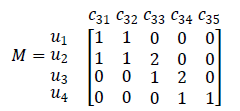 c31 c32 c33 c34 c35
u1 [1 1 0 0 0]
M = u2 [1 1 2 0 0]
u3 [0 0 1 2 0]
u4 [0 0 0 1 1]